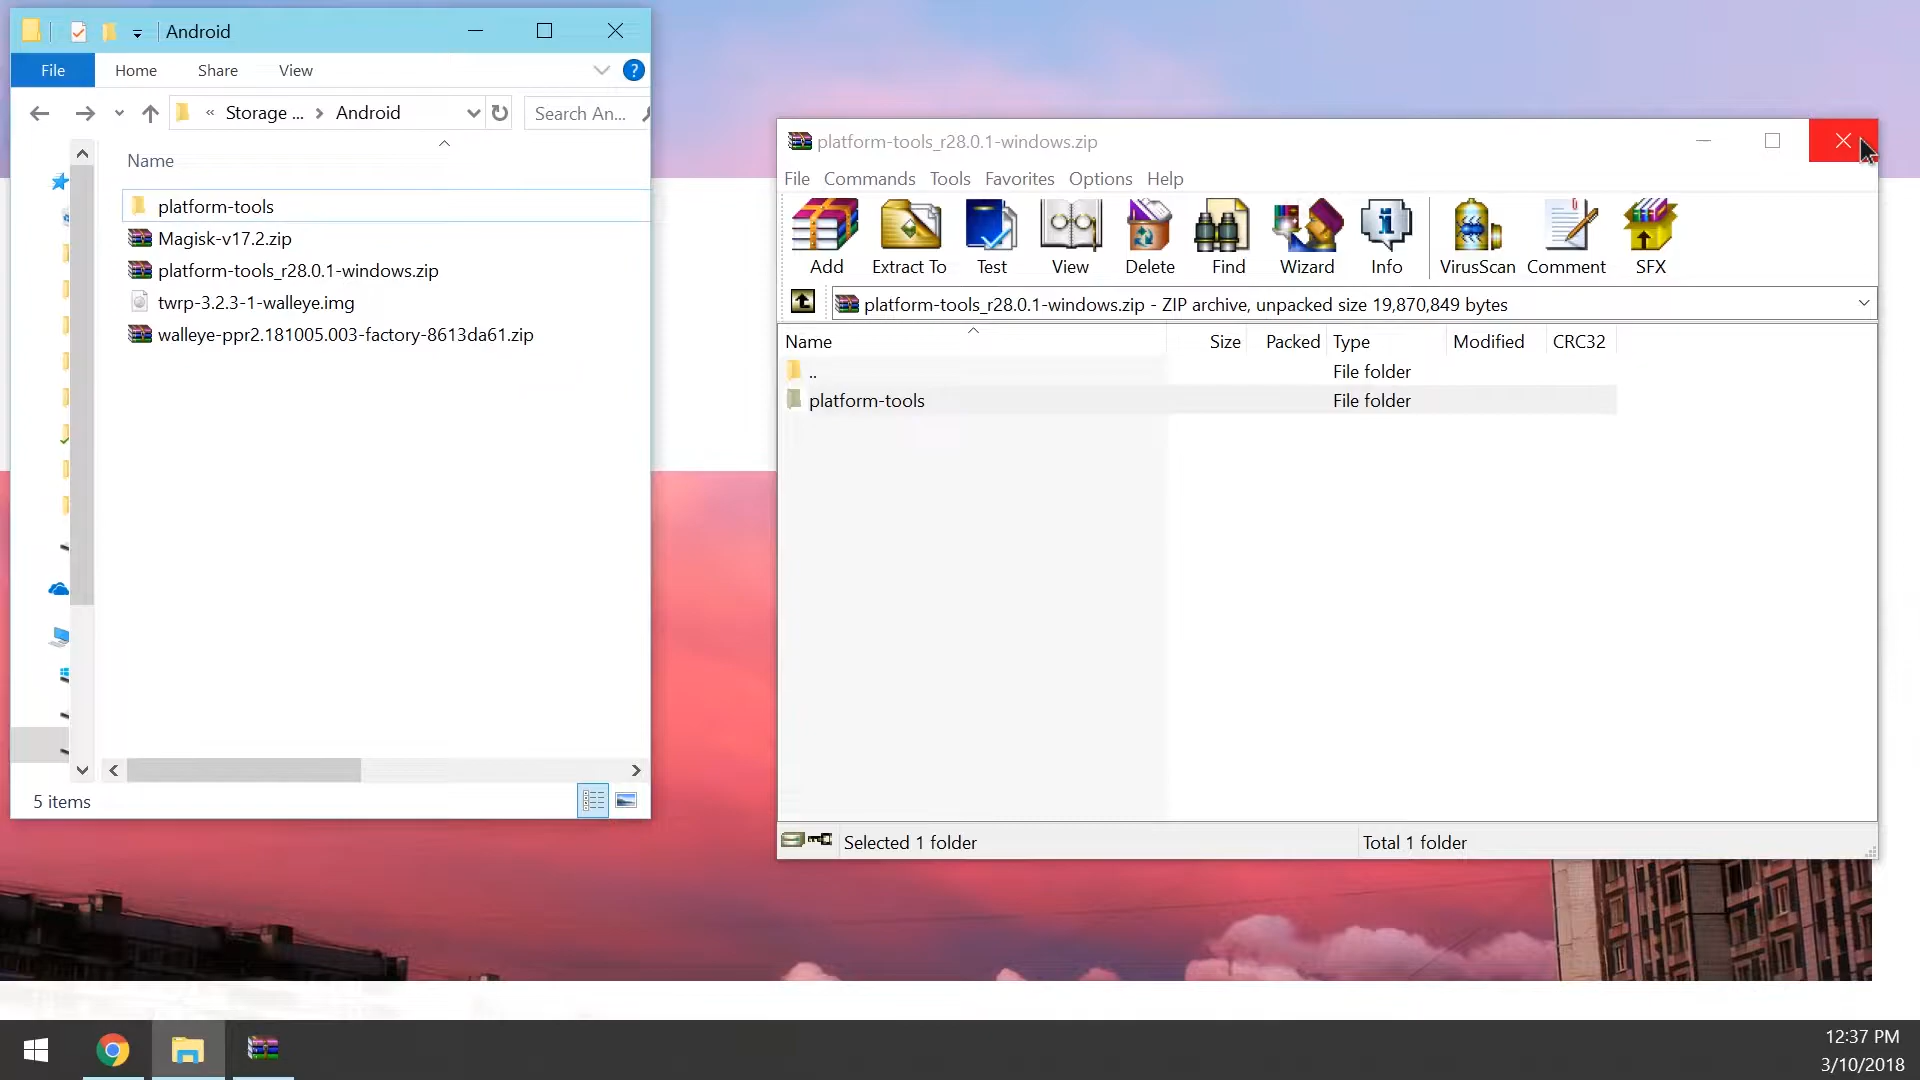 Android
File Home Share View
« Storage ... Android
Search An...
Name
platform-tools
Magisk-v17.2.zip
platform-tools_r28.0.1-windows.zip
twrp-3.2.3-1-walleye.img
walleye-ppr2.181005.003-factory-8613da61.zip
5 items
platform-tools_r28.0.1-windows.zip
File Commands Tools Favorites Options Help
Add Extract To Test View Delete Find Wizard Info VirusScan Comment SFX
platform-tools_r28.0.1-windows.zip - ZIP archive, unpacked size 19,870,849 bytes
Name Size Packed Type Modified CRC32
.. File folder
platform-tools File folder
Selected 1 folder Total 1 folder
12:37 PM
3/10/2018